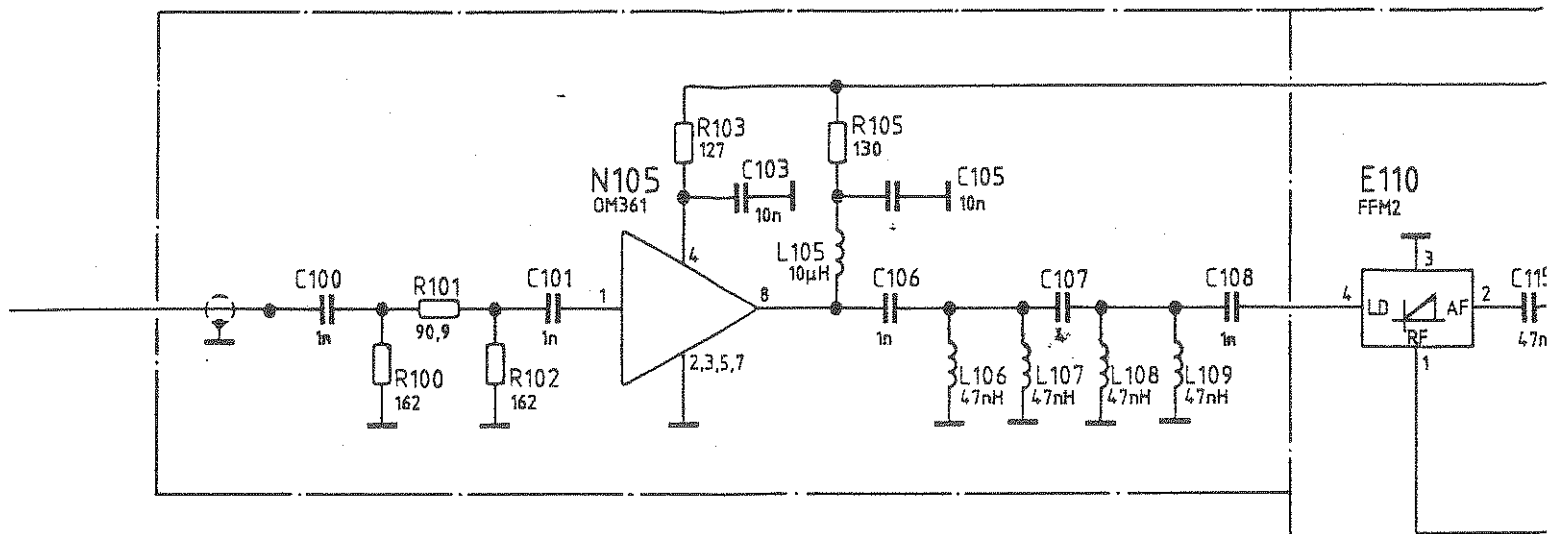 R103
127
R105
130
N105
OM361
C103
10n
C105
10n
E110
FFM2
4
L105
10µH
3
C100
1n
R101
90,9
C101
1n
1
8
C106
1n
C107
C108
1n
4
LO
AF
RF
2
1
C115
47n
R100
162
R102
162
2,3,5,7
L106
47nH
L107
47nH
L108
47nH
L109
47nH